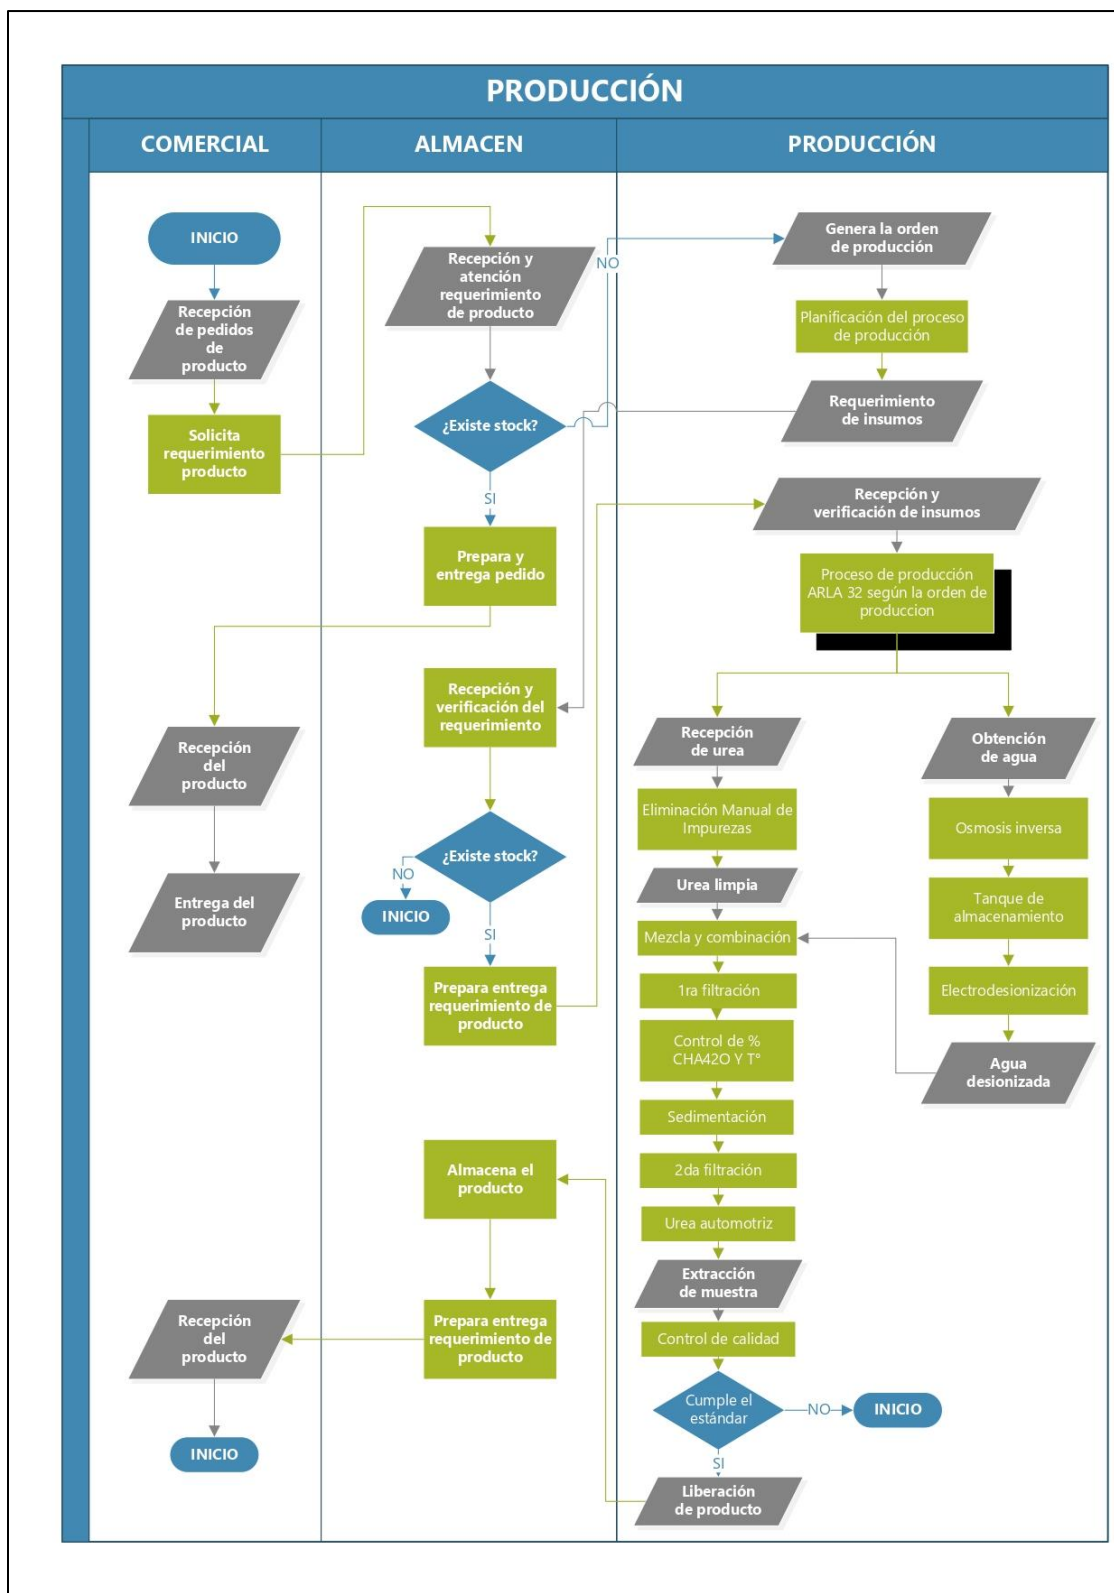 PRODUCCIÓN
COMERCIAL
ALMACEN
PRODUCCIÓN
INICIO
Recepción
de pedidos
de
producto
Solicita
requerimiento
producto
Recepción y
atención
requerimiento
de producto
¿Existe stock?
NO
SI
Prepara y
entrega pedido
Genera la orden
de producción
Planificación del proceso
de producción
Requerimiento
de insumos
Recepción y
verificación de insumos
Proceso de producción
ARLA 32 según la orden de
produccion
Recepción y
verificación del
requerimiento
Recepción
del
producto
Entrega del
producto
¿Existe stock?
NO
INICIO
SI
Prepara entrega
requerimiento de
producto
Recepción
de urea
Eliminación Manual de
Impurezas
Urea limpia
Mezcla y combinación
1ra filtración
Control de %
CHA42O Y T°
Sedimentación
2da filtración
Urea automotriz
Extracción
de muestra
Control de calidad
Cumple el
estándar
NO
INICIO
SI
Liberación
de producto
Obtención
de agua
Osmosis inversa
Tanque de
almacenamiento
Electrodesionización
Agua
desionizada
Almacena el
producto
Prepara entrega
requerimiento de
producto
Recepción
del
producto
INICIO